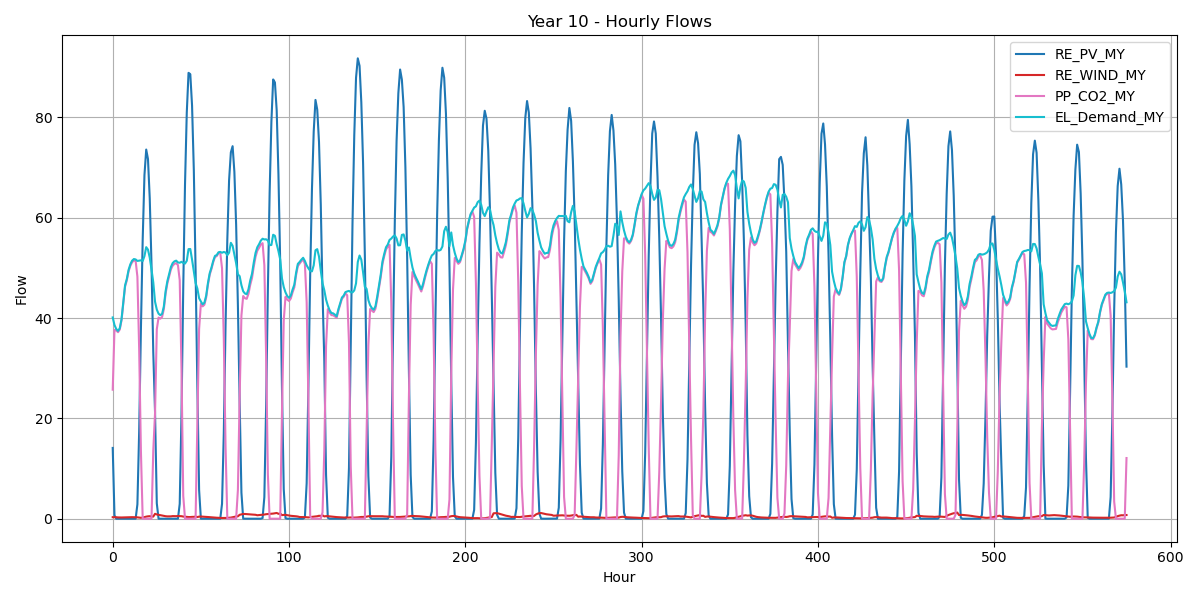 Year 10 - Hourly Flows
RE_PV_MY
RE_WIND_MY
PP_CO2_MY
EL_Demand_MY
Flow
80
60
40
20
0
0 100 200 300 400 500 600
Hour